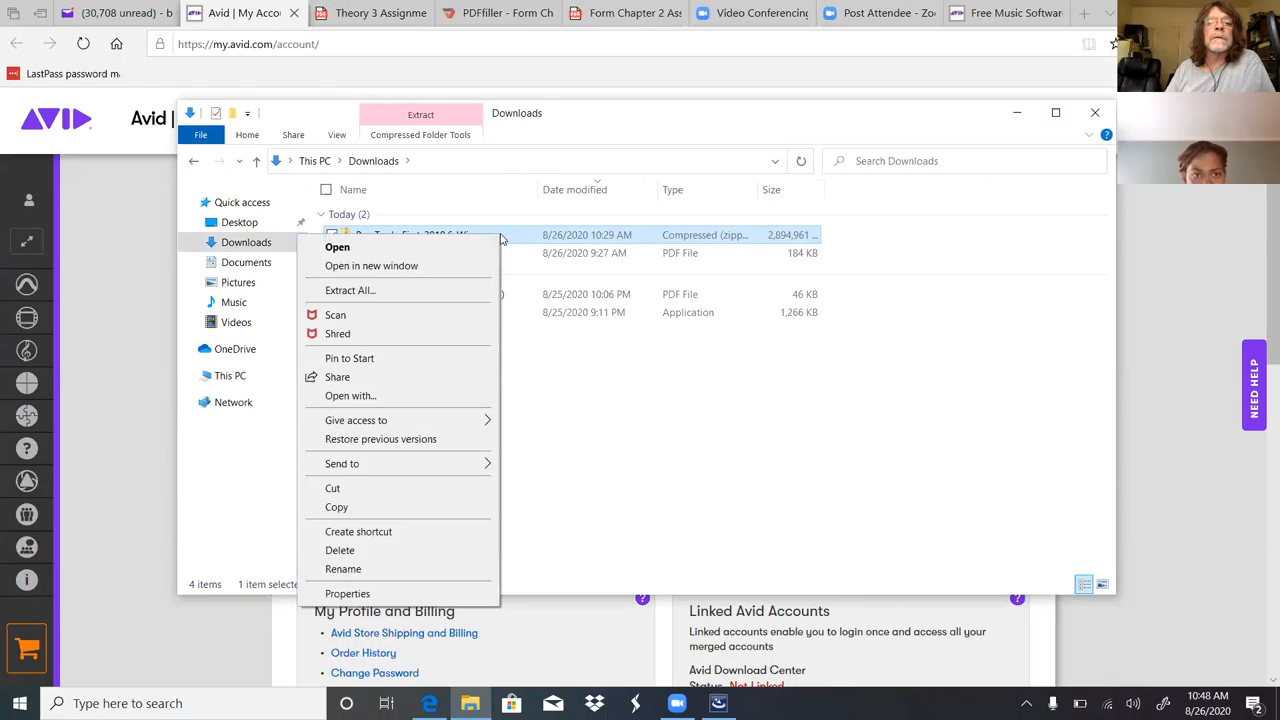 (30,708 unread) -
Avid | My Account
Theory 3 Assignment
PDFfiller - Form Ch
Form Chapter 2 Ass
Video Conferencing
Post Attende - Zo
Free Music Softwar
https://my.avid.com/account/
LastPass password ma
AVID
Avid |
Extract
Downloads
File
Home
Share
View
Compressed Folder Tools
This PC
Downloads
Search Downloads
Name
Date modified
Type
Size
Quick access
Today (2)
Desktop
8/26/2020 10:29 AM
Compressed (zipp...
2,894,961 ...
Downloads
Open
8/26/2020 9:27 AM
PDF File
184 KB
Documents
Open in new window
Pictures
Extract All...
8/25/2020 10:06 PM
PDF File
46 KB
Music
8/25/2020 9:11 PM
Application
1,266 KB
Videos
Scan
Shred
OneDrive
Pin to Start
This PC
Share
Open with...
Network
Give access to
Restore previous versions
Send to
Cut
Copy
Create shortcut
Delete
Rename
Properties
4 items
1 item selecte
NEED HELP
My Profile and Billing
Avid Store Shipping and Billing
Order History
Change Password
Linked Avid Accounts
Linked accounts enable you to login once and access all your
merged accounts
Avid Download Center
Status Not Linked
Type here to search
10:48 AM
8/26/2020
2